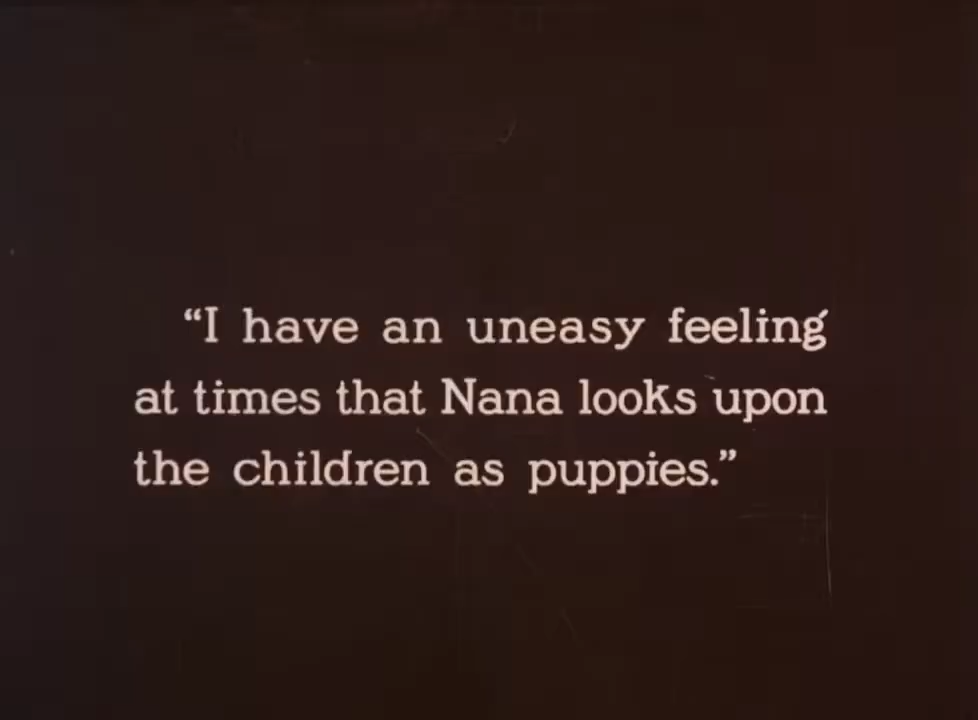 “I have an uneasy feeling
at times that Nana looks upon
the children as puppies.”